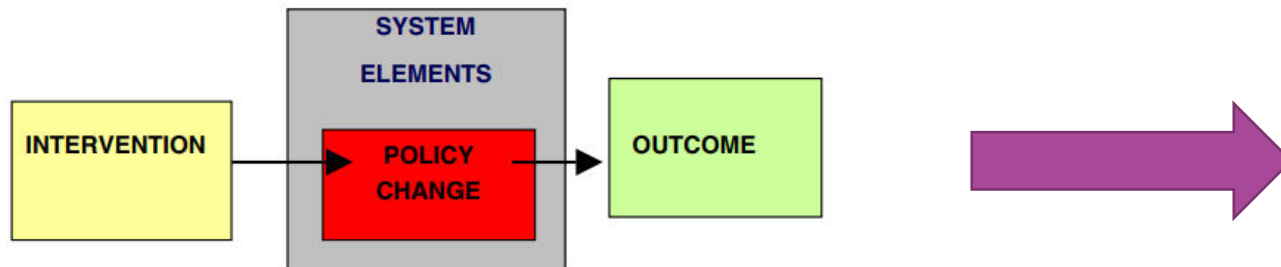 SYSTEM
ELEMENTS
INTERVENTION
POLICY
CHANGE
OUTCOME